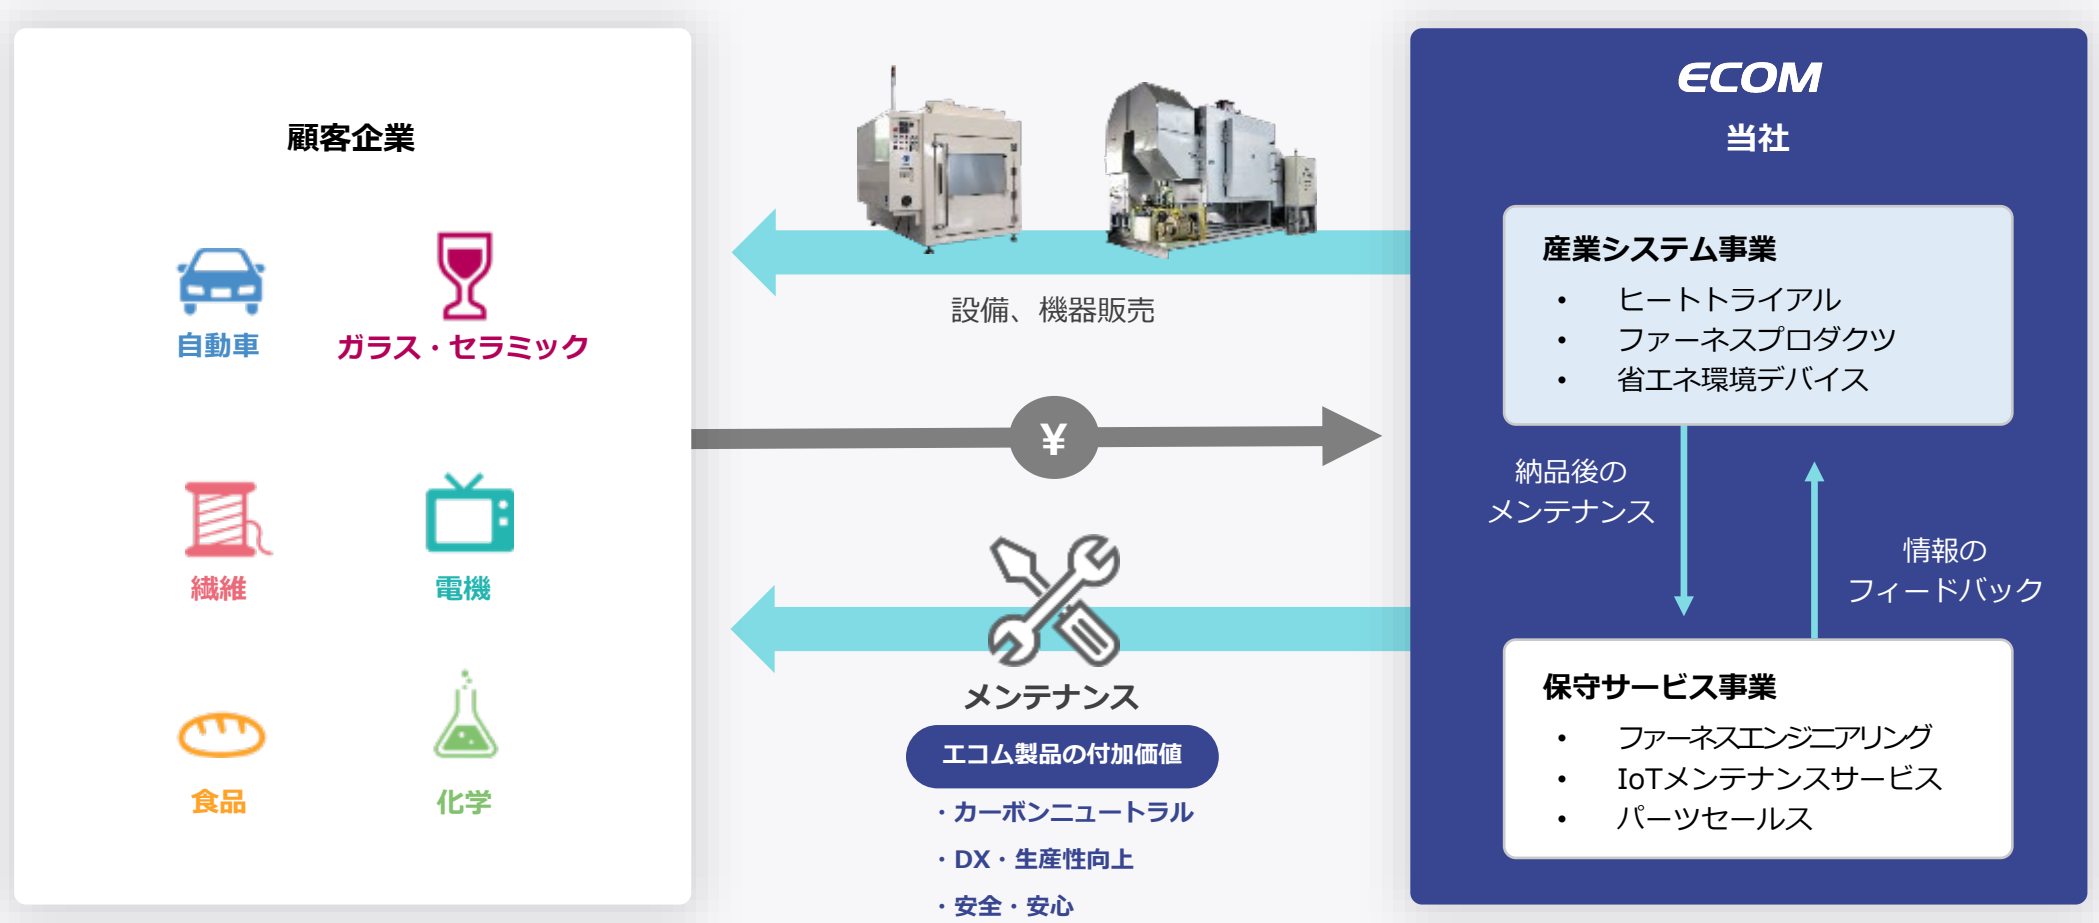 顧客企業
自動車
ガラス・セラミック
繊維
電機
食品
化学
設備、機器販売
¥
メンテナンス
エコム製品の付加価値
・カーボンニュートラル
・DX・生産性向上
・安全・安心
ECOM
当社
産業システム事業
• ヒートトライアル
• ファーネスプロダクツ
• 省エネ環境デバイス
納品後の
メンテナンス
情報の
フィードバック
保守サービス事業
• ファーネスエンジニアリング
• IoTメンテナンスサービス
• パーツセールス